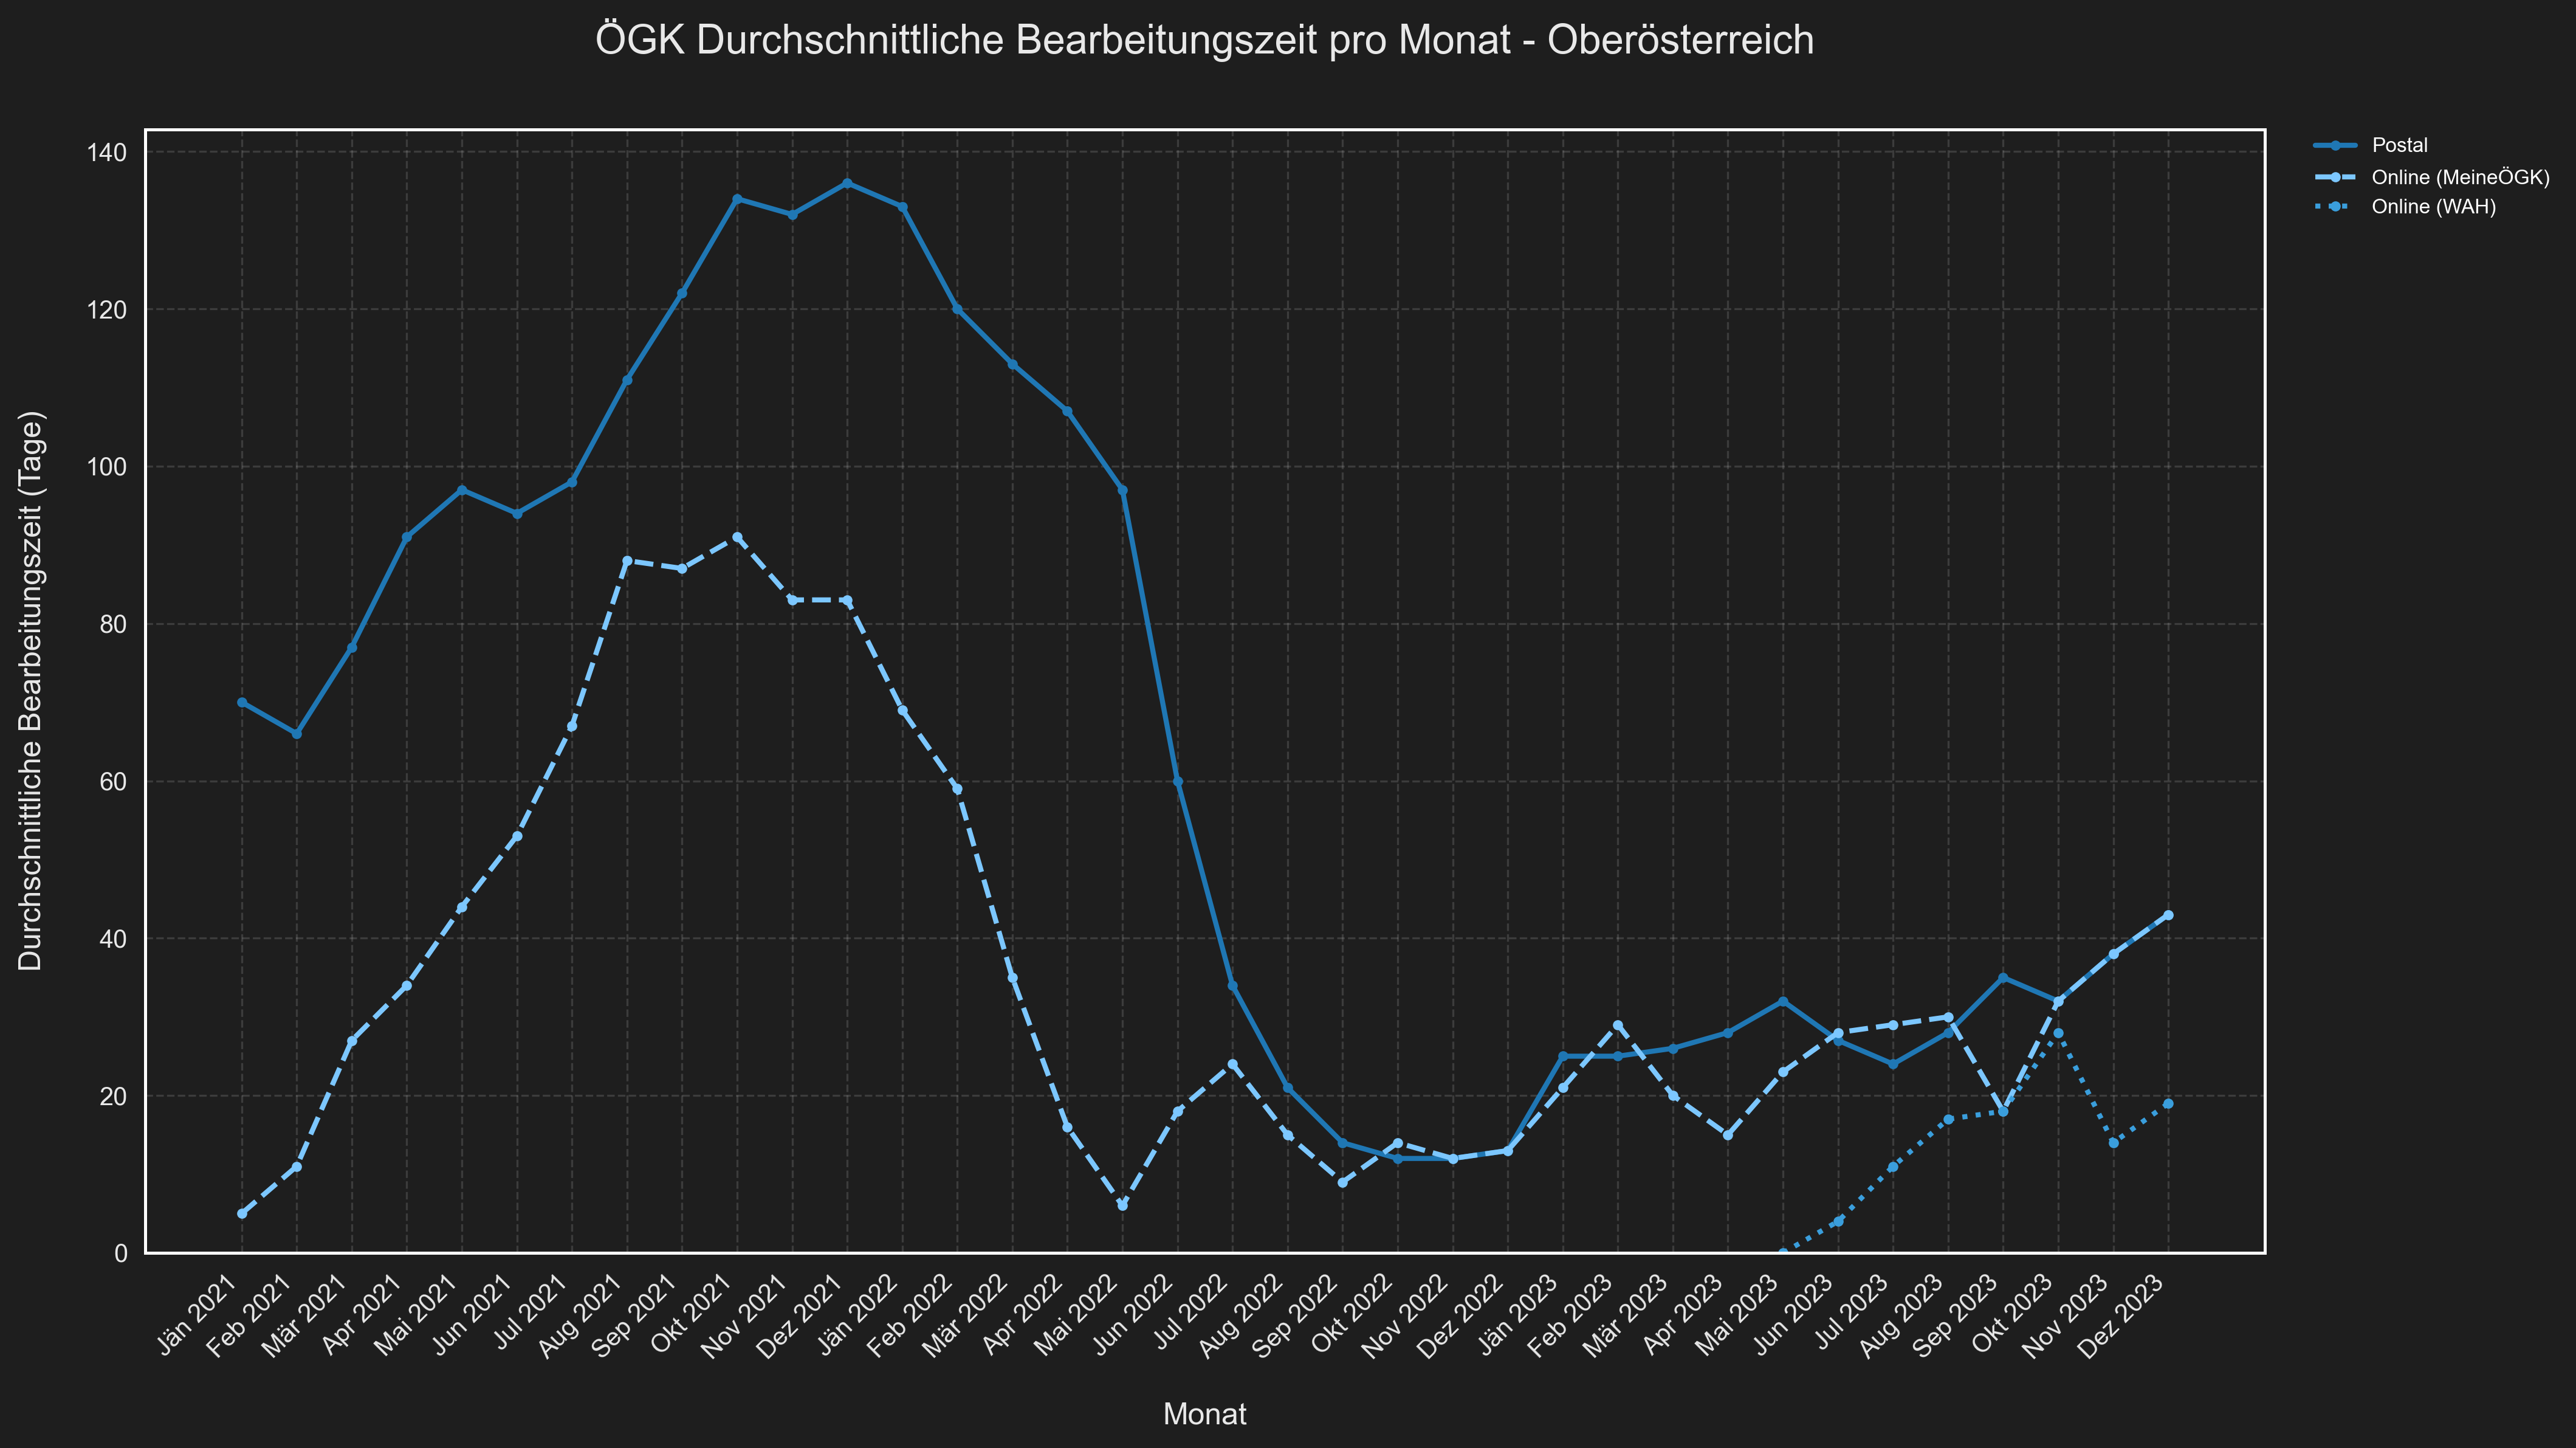 ÖGK Durchschnittliche Bearbeitungszeit pro Monat - Oberösterreich
Postal
Online (MeineÖGK)
Online (WAH)
Durchschnittliche Bearbeitungszeit (Tage)
140
120
100
80
60
40
20
0
Jän 2021
Feb 2021
Mär 2021
Apr 2021
Mai 2021
Jun 2021
Jul 2021
Aug 2021
Sep 2021
Okt 2021
Nov 2021
Dez 2021
Jän 2022
Feb 2022
Mär 2022
Apr 2022
Mai 2022
Jun 2022
Jul 2022
Aug 2022
Sep 2022
Okt 2022
Nov 2022
Dez 2022
Jän 2023
Feb 2023
Mär 2023
Apr 2023
Mai 2023
Jun 2023
Jul 2023
Aug 2023
Sep 2023
Okt 2023
Nov 2023
Dez 2023
Monat